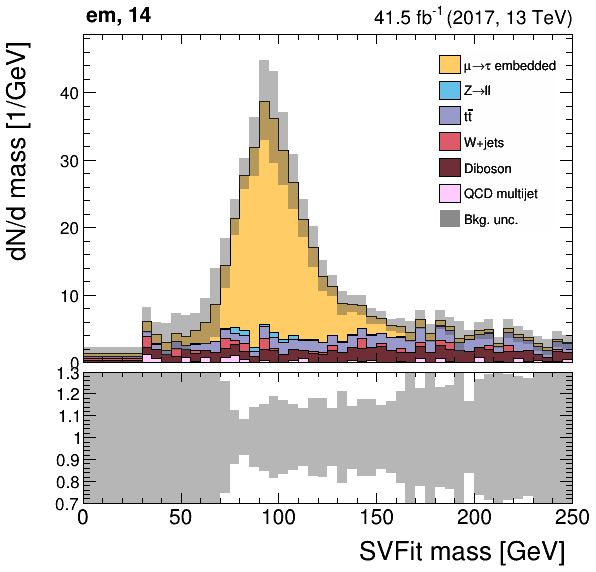 em, 14
41.5 fb⁻¹ (2017, 13 TeV)
dN/d mass [1/GeV]
40
30
20
10
0
μ→τ embedded
Z→ll
tt̄
W+jets
Diboson
QCD multijet
Bkg. unc.
1.3
1.2
1.1
1
0.9
0.8
0.7
0 50 100 150 200 250
SVFit mass [GeV]